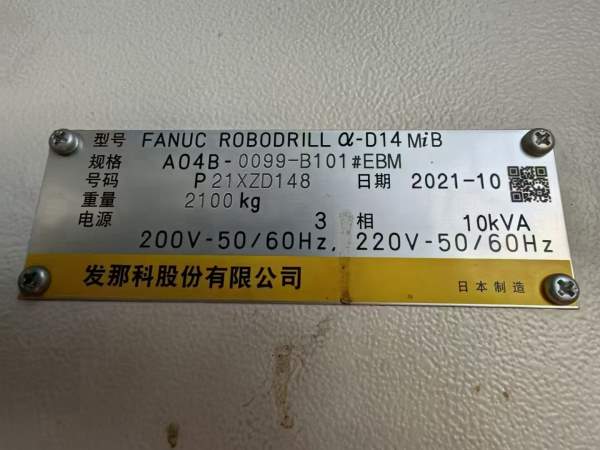 型号 FANUC ROBODRILL α-D14MiB
规格 A04B-0099-B101#EBM
号码 P21XZD148 日期 2021-10
重量 2100kg
电源 3 相 10kVA
200V-50/60Hz, 220V-50/60Hz
发那科股份有限公司 日本制造